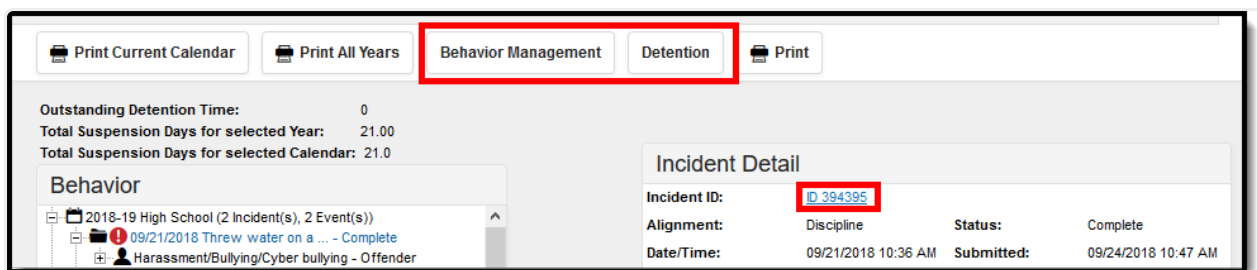 Print Current Calendar Print All Years Behavior Management Detention Print
Outstanding Detention Time: 0
Total Suspension Days for selected Year: 21.00
Total Suspension Days for selected Calendar: 21.0
Behavior
2018-19 High School (2 Incident(s), 2 Event(s))
09/21/2018 Threw water on a ... - Complete
Harassment/Bullying/Cyber bullying - Offender
Incident Detail
Incident ID: ID 394395
Alignment: Discipline Status: Complete
Date/Time: 09/21/2018 10:36 AM Submitted: 09/24/2018 10:47 AM